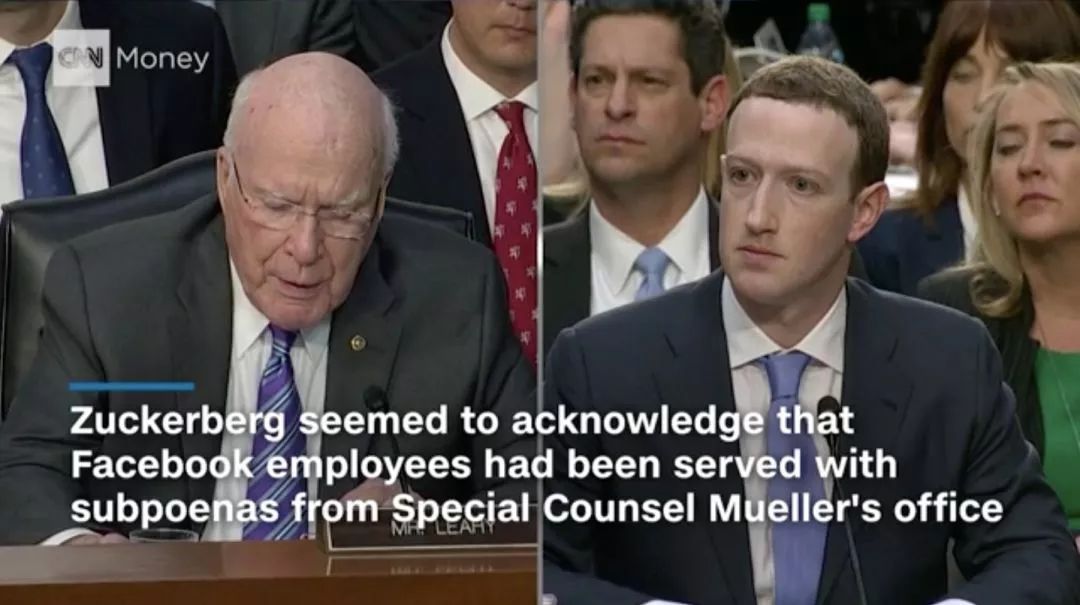 CNN Money
Zuckerberg seemed to acknowledge that
Facebook employees had been served with
subpoenas from Special Counsel Mueller's office
MR. LEAHY